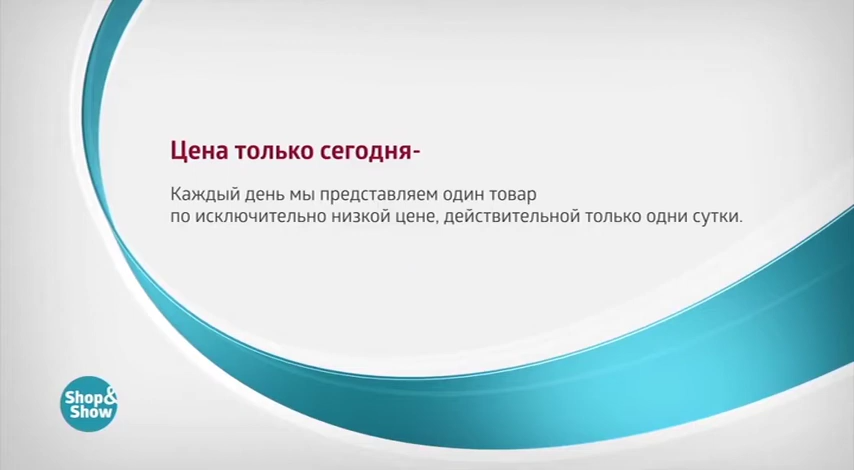 Цена только сегодня-
Каждый день мы представляем один товар
по исключительно низкой цене, действительной только одни сутки.
Shop&
Show